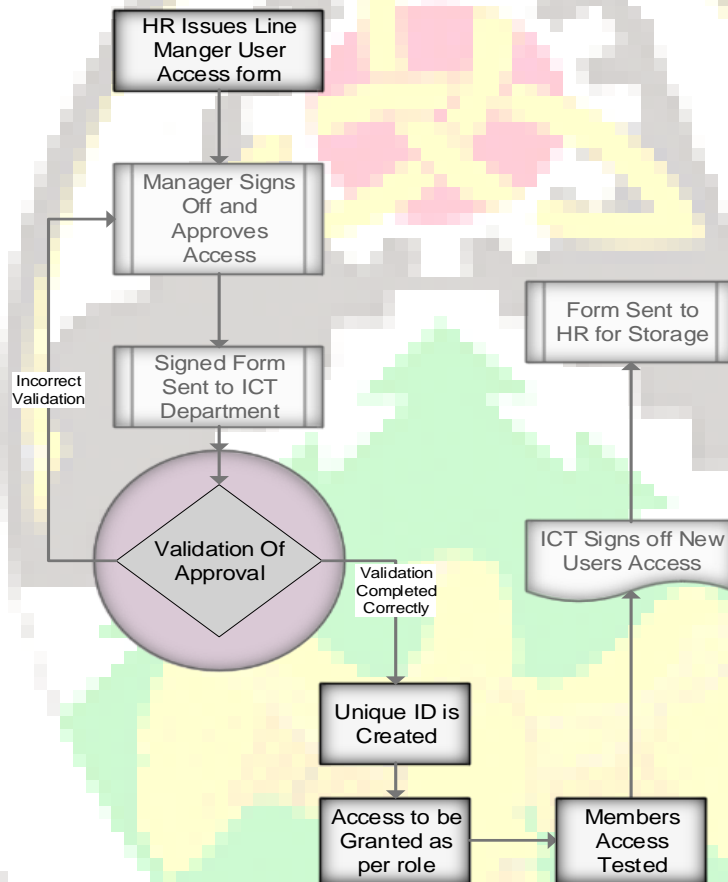 HR Issues Line
Manger User
Access form
Manager Signs
Off and
Approves
Access
Signed Form
Sent to ICT
Department
Incorrect
Validation
Validation Of
Approval
Validation
Completed
Correctly
Unique ID is
Created
Access to be
Granted as
per role
Members
Access
Tested
ICT Signs off New
Users Access
Form Sent to
HR for Storage